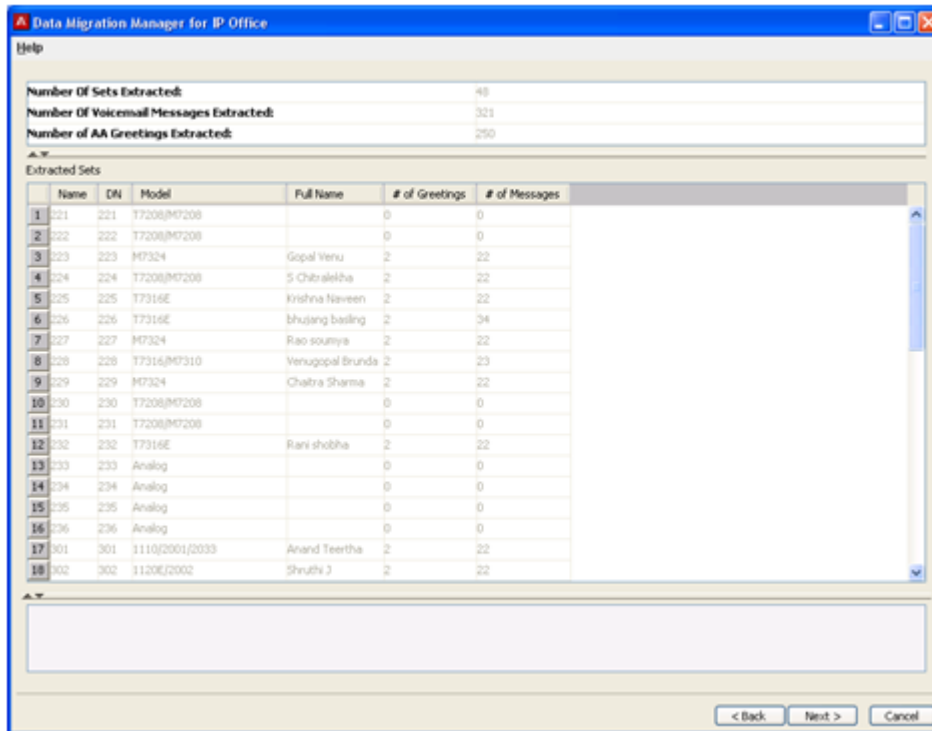 Data Migration Manager for IP Office
Help
Number Of Sets Extracted: 48
Number Of Voicemail Messages Extracted: 321
Number of AA Greetings Extracted: 250
Extracted Sets
Name DN Model Full Name # of Greetings # of Messages
1 221 221 T7208/M7208 0 0
2 222 222 T7208/M7208 0 0
3 223 223 M7324 Gopal Venu 2 22
4 224 224 T7208/M7208 S Chitralekha 2 22
5 225 225 T7316E Krishna Naveen 2 22
6 226 226 T7316E bhujang basling 2 34
7 227 227 M7324 Rao soumya 2 22
8 228 228 T7316/M7310 Venugopal Brunda 2 23
9 229 229 M7324 Chaitra Sharma 2 22
10 230 230 T7208/M7208 0 0
11 231 231 T7208/M7208 0 0
12 232 232 T7316E Rani shobha 2 22
13 233 233 Analog 0 0
14 234 234 Analog 0 0
15 235 235 Analog 0 0
16 236 236 Analog 0 0
17 301 301 1110/2001/2033 Anand Teertha 2 22
18 302 302 1120E/2002 Shruthi J 2 22
< Back Next > Cancel